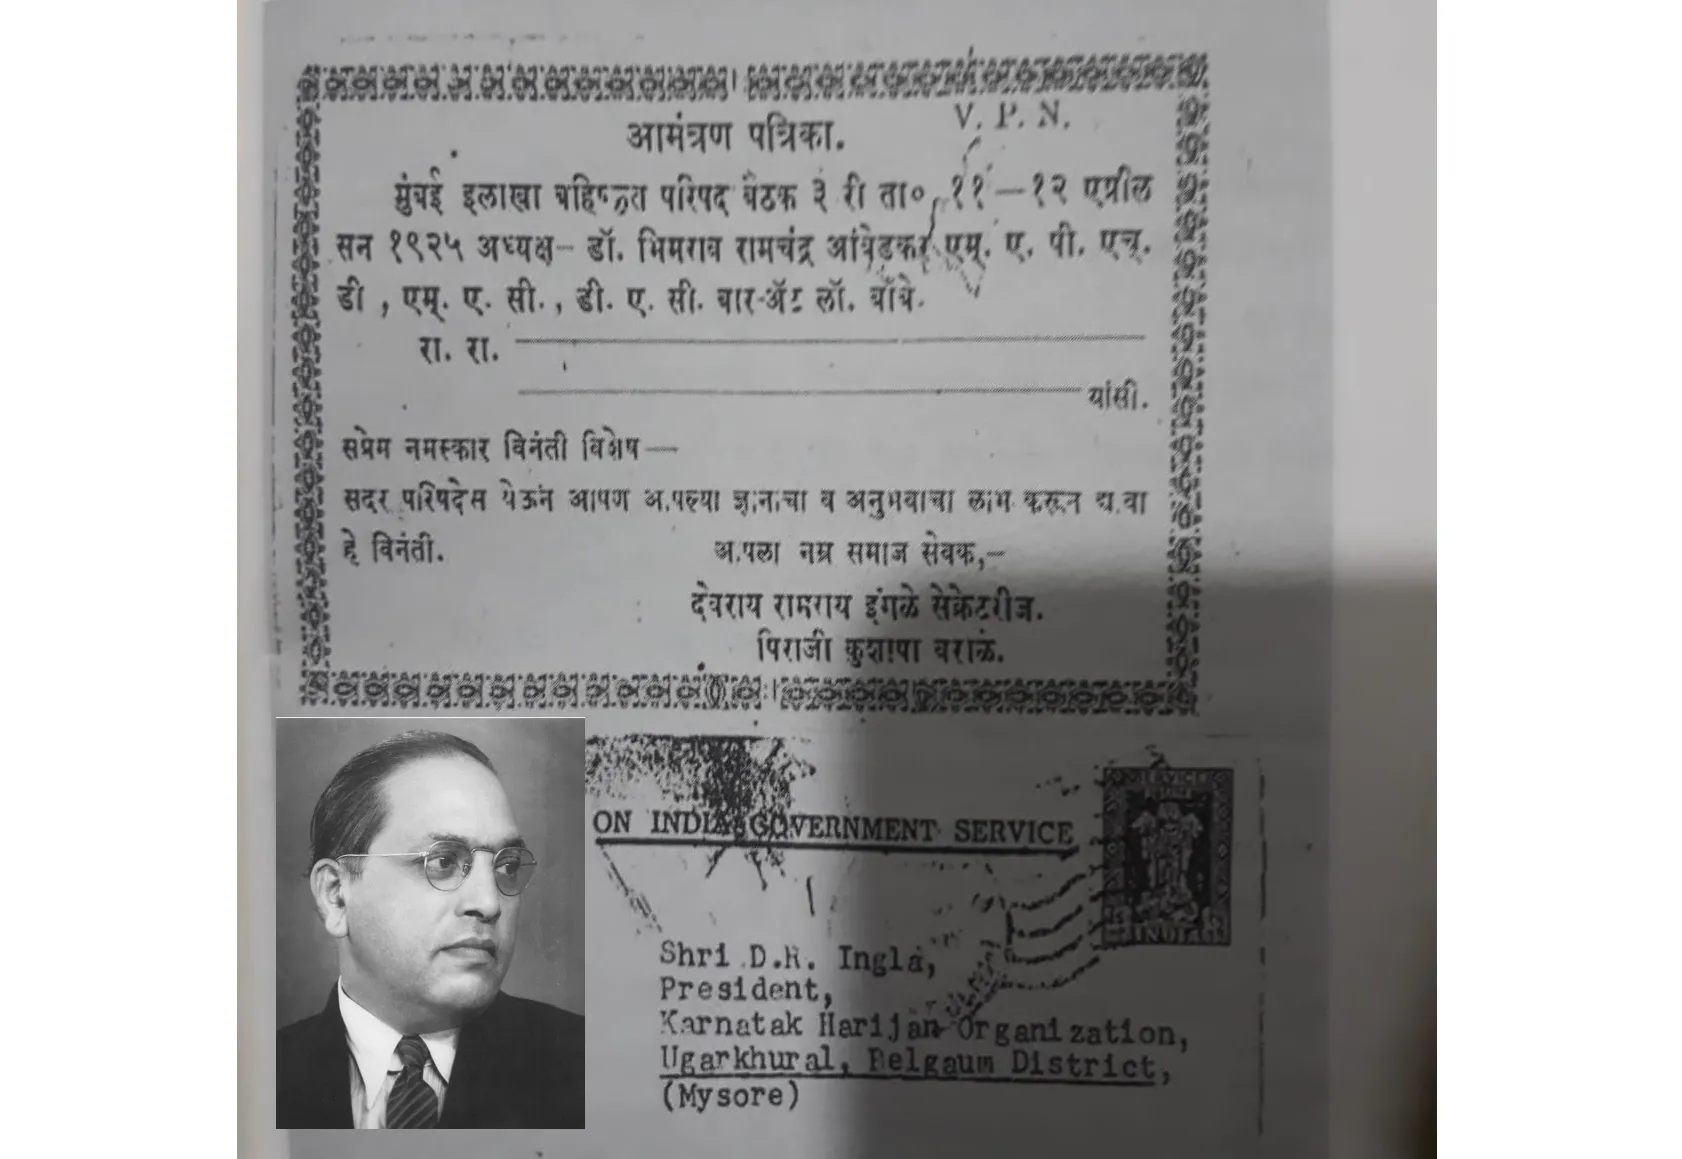 V. P. N.
आमंत्रण पत्रिका.
मुंबई इलाखा बहिष्कृत परिषद बैठक ३ री ता० ११–१२ एप्रील
सन १९२५ अध्यक्ष– डॉ. भिमराव रामचंद्र आंबेडकर एम्. ए. पी. एच्.
डी , एम्. ए. सी. , डी. ए. सी. बार-अ‍ॅट लॉ. बॉंबे.
रा. रा.
यांसी.
सप्रेम नमस्कार विनंती विशेष—
सदर परिषदेस येऊन आपण आपल्या ज्ञानाचा व अनुभवाचा लाभ करून द्यावा
हे विनंती.
आपला नम्र समाज सेवक,–
देवराय रामराय इंगळे सेक्रेटरीज.
पिराजी कुशापा वराळे.
ON INDIA GOVERNMENT SERVICE
SERVICE
INDIA
Shri D.R. Ingla,
President,
Karnatak Harijan Organization,
Ugarkhural, Belgaum District,
(Mysore)